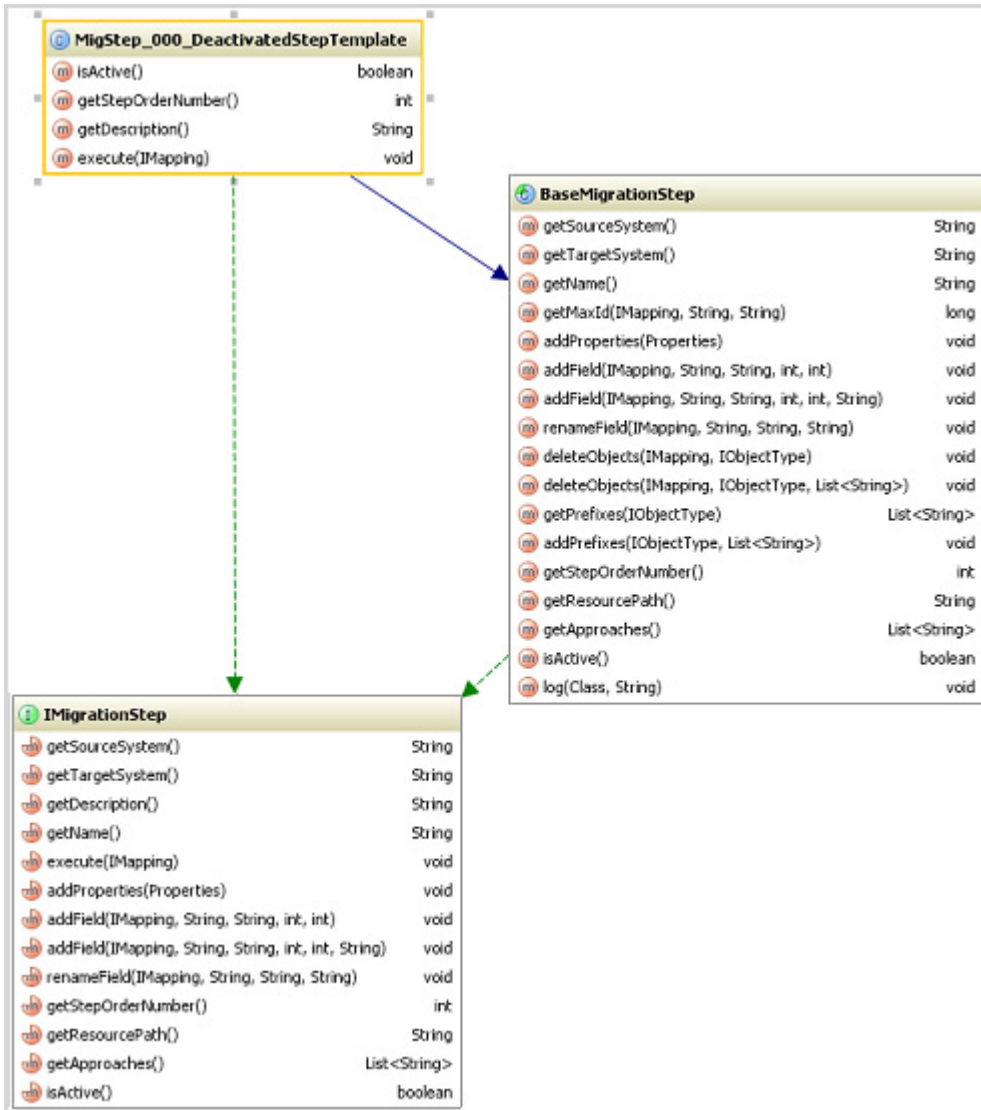 MigStep_000_DeactivatedStepTemplate
isActive() boolean
getStepOrderNumber() int
getDescription() String
execute(IMapping) void
BaseMigrationStep
getSourceSystem() String
getTargetSystem() String
getName() String
getMaxId(IMapping, String, String) long
addProperties(Properties) void
addField(IMapping, String, String, int, int) void
addField(IMapping, String, String, int, int, String) void
renameField(IMapping, String, String, String) void
deleteObjects(IMapping, IObjectType) void
deleteObjects(IMapping, IObjectType, List<String>) void
getPrefixes(IObjectType) List<String>
addPrefixes(IObjectType, List<String>) void
getStepOrderNumber() int
getResourcePath() String
getApproaches() List<String>
isActive() boolean
log(Class, String) void
IMigrationStep
getSourceSystem() String
getTargetSystem() String
getDescription() String
getName() String
execute(IMapping) void
addProperties(Properties) void
addField(IMapping, String, String, int, int) void
addField(IMapping, String, String, int, int, String) void
renameField(IMapping, String, String, String) void
getStepOrderNumber() int
getResourcePath() String
getApproaches() List<String>
isActive() boolean